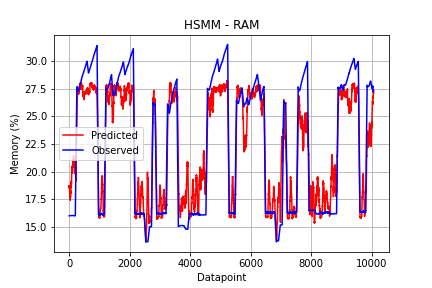 HSMM - RAM
Memory (%)
30.0
27.5
25.0
22.5
20.0
17.5
15.0
Predicted
Observed
0 2000 4000 6000 8000 10000
Datapoint